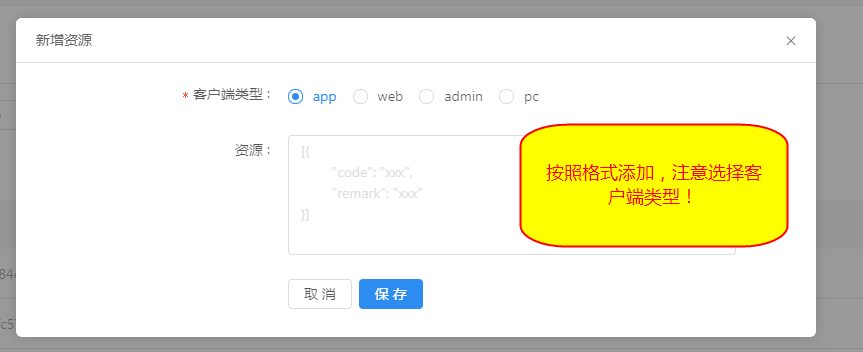 新增资源
* 客户端类型： app web admin pc
资源：
[{
"code": "xxx",
"remark": "xxx"
}]
按照格式添加，注意选择客
户端类型！
取 消 保 存
84
fc5